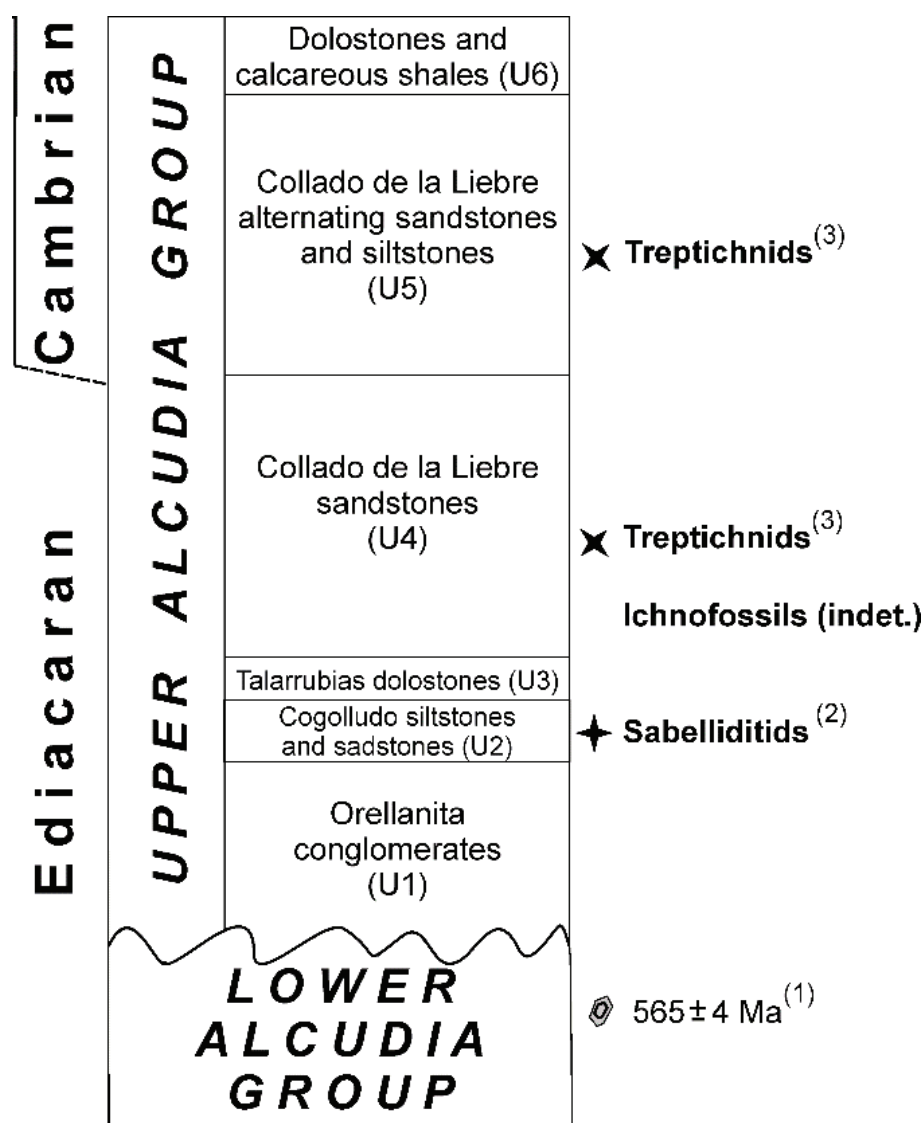 Cambrian
Ediacaran
UPPER ALCUDIA GROUP
Dolostones and
calcareous shales (U6)
Collado de la Liebre
alternating sandstones
and siltstones
(U5)
Treptichnids(3)
Collado de la Liebre
sandstones
(U4)
Treptichnids(3)
Ichnofossils (indet.)
Talarrubias dolostones (U3)
Cogolludo siltstones
and sadstones (U2)
Sabelliditids (2)
Orellanita
conglomerates
(U1)
LOWER
ALCUDIA
GROUP
565±4 Ma(1)